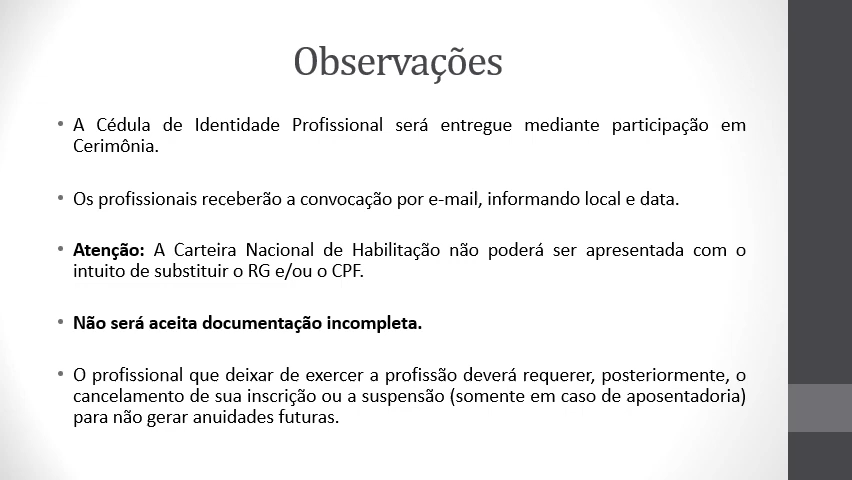 Observações
• A Cédula de Identidade Profissional será entregue mediante participação em
Cerimônia.
• Os profissionais receberão a convocação por e-mail, informando local e data.
• Atenção: A Carteira Nacional de Habilitação não poderá ser apresentada com o
intuito de substituir o RG e/ou o CPF.
• Não será aceita documentação incompleta.
• O profissional que deixar de exercer a profissão deverá requerer, posteriormente, o
cancelamento de sua inscrição ou a suspensão (somente em caso de aposentadoria)
para não gerar anuidades futuras.